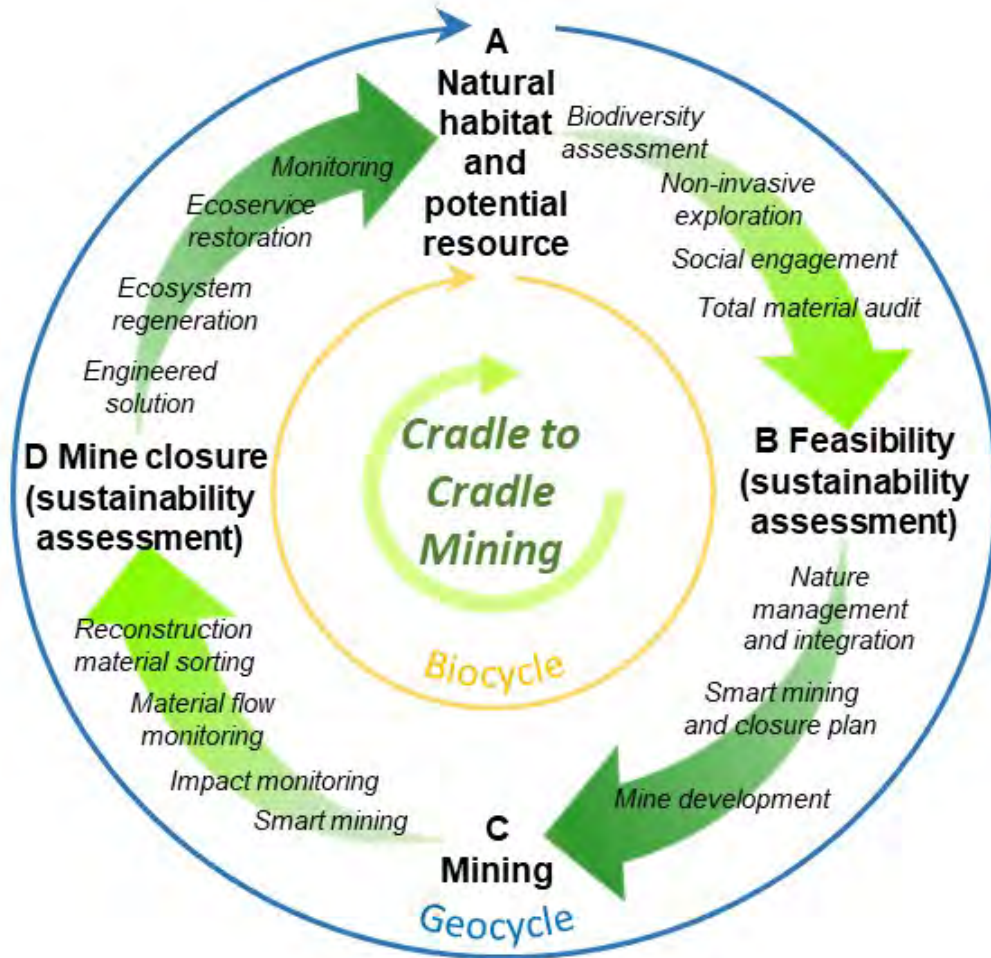 A
Natural
habitat
and
potential
resource
Biodiversity
assessment
Non-invasive
exploration
Social engagement
Total material audit
B Feasibility
(sustainability
assessment)
Nature
management
and integration
Smart mining
and closure plan
Mine development
C
Mining
Smart mining
Impact monitoring
Material flow
monitoring
Reconstruction
material sorting
D Mine closure
(sustainability
assessment)
Engineered
solution
Ecosystem
regeneration
Ecoservice
restoration
Monitoring
Cradle to
Cradle
Mining
Biocycle
Geocycle